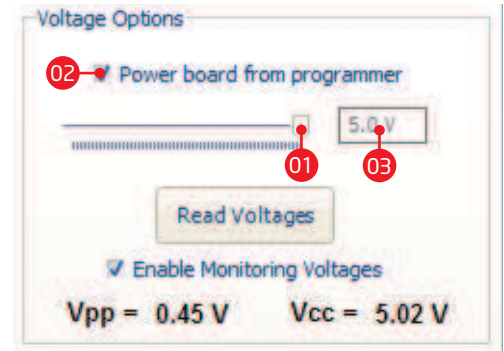 Voltage Options
02 Power board from programmer
5.0 V
01 03
Read Voltages
Enable Monitoring Voltages
Vpp = 0.45 V Vcc = 5.02 V